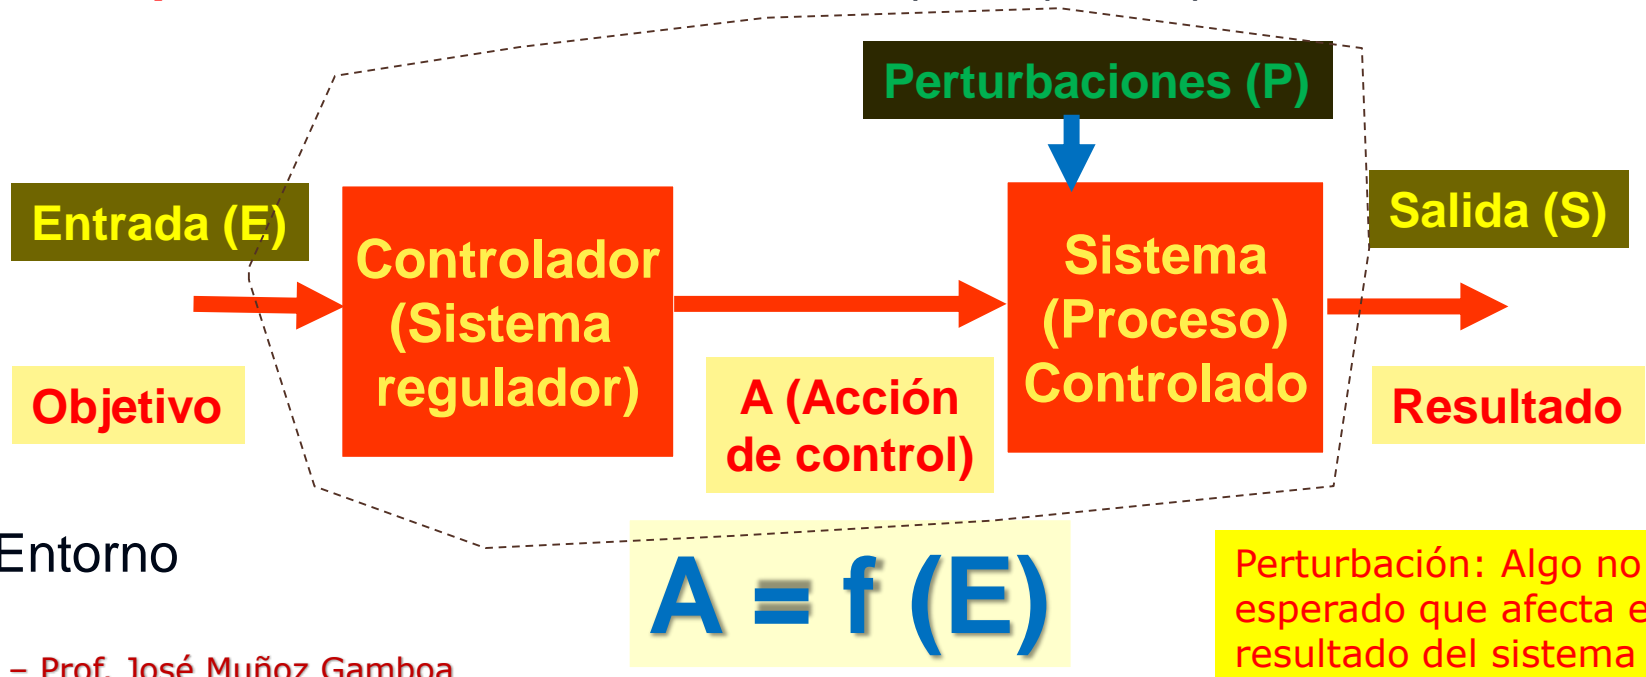 Perturbaciones (P)
Entrada (E)
Salida (S)
Controlador
(Sistema
regulador)
Sistema
(Proceso)
Controlado
Objetivo
A (Acción
de control)
Resultado
Entorno
A = f (E)
Perturbación: Algo no
esperado que afecta e
resultado del sistema
– Prof. José Muñoz Gamboa